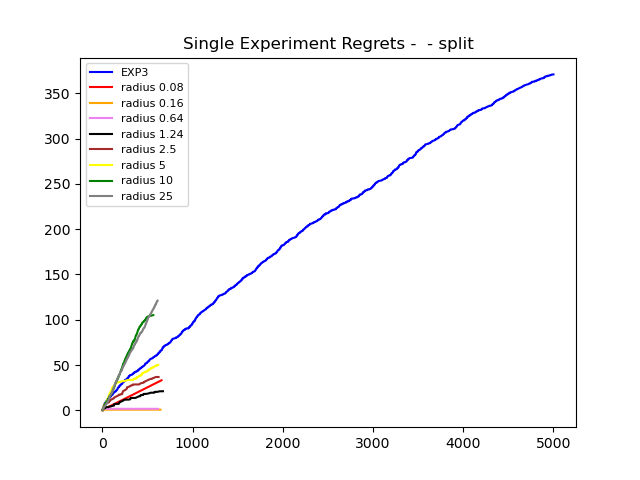 Single Experiment Regrets -  - split
EXP3
radius 0.08
radius 0.16
radius 0.64
radius 1.24
radius 2.5
radius 5
radius 10
radius 25
350
300
250
200
150
100
50
0
0 1000 2000 3000 4000 5000